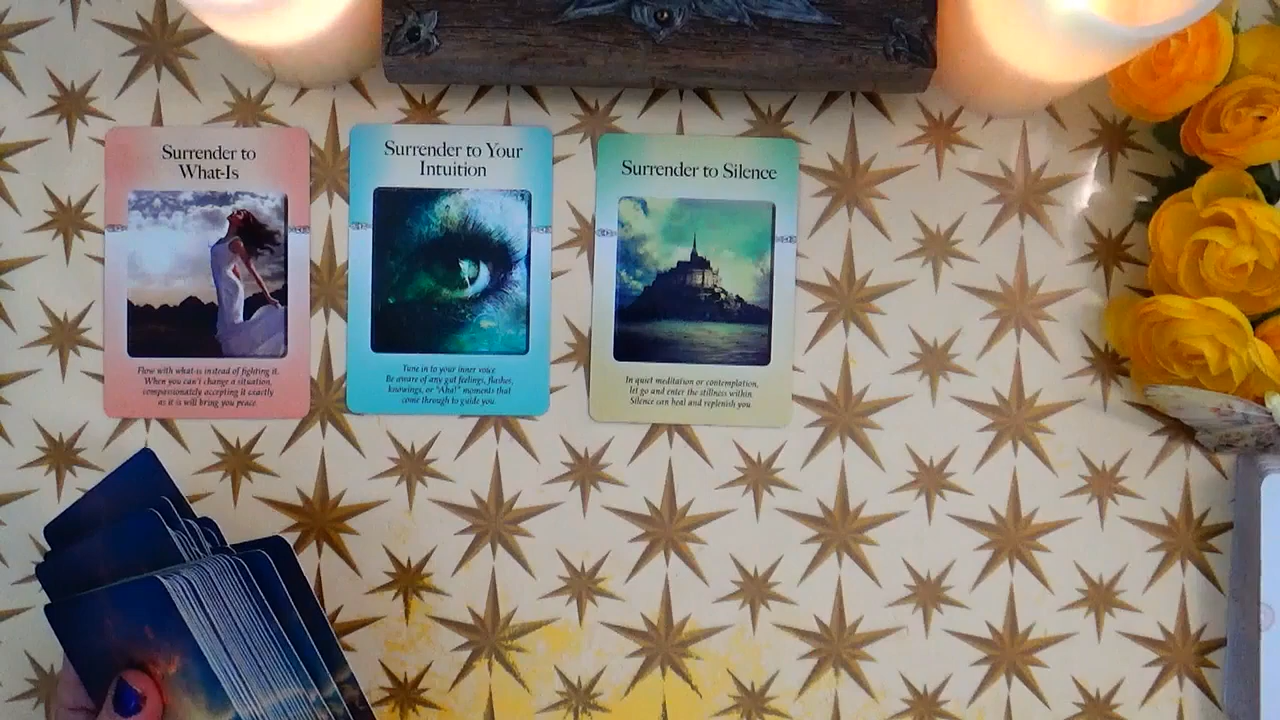 Surrender to
What-Is
Flow with what-is instead of fighting it.
When you can't change a situation,
compassionately accepting it exactly
as it is will bring you peace.
Surrender to Your
Intuition
Tune in to your inner voice.
Be aware of any gut feelings, flashes,
knowings, or "Aha!" moments that
come through to guide you.
Surrender to Silence
In quiet meditation or contemplation,
let go and enter the stillness within.
Silence can heal and replenish you.